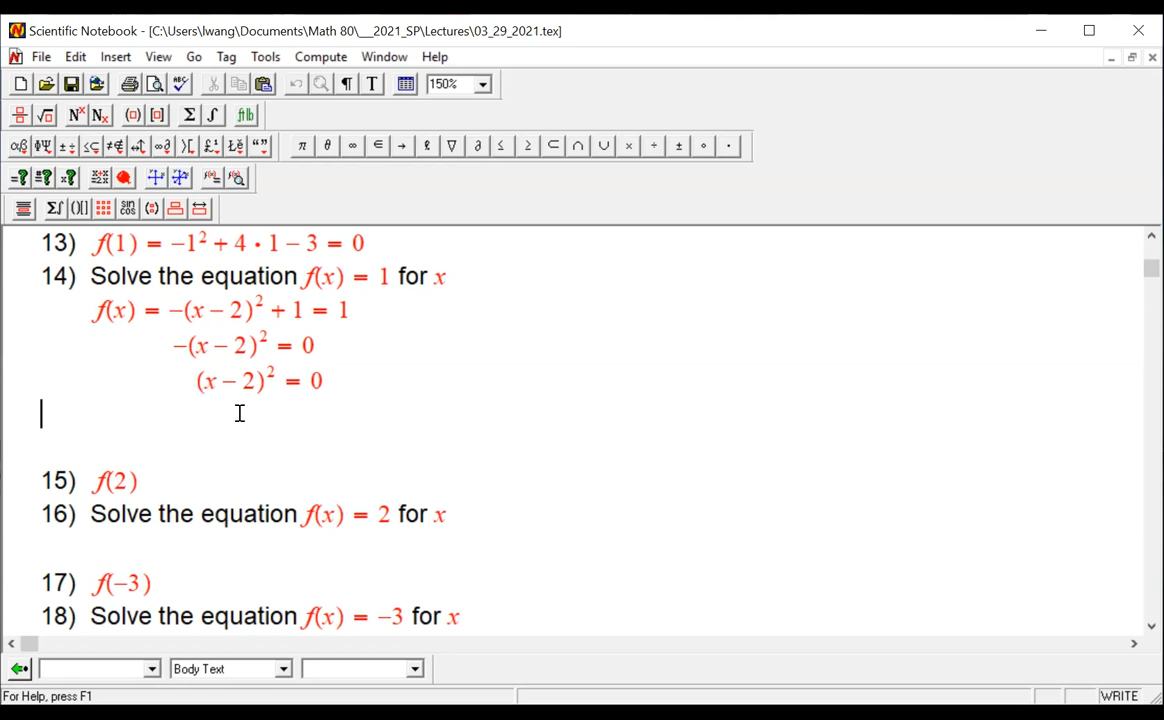 Scientific Notebook - [C:\Users\lwang\Documents\Math 80\__2021_SP\Lectures\03_29_2021.tex]
File Edit Insert View Go Tag Tools Compute Window Help
150%
13) f(1) = −1² + 4 · 1 − 3 = 0
14) Solve the equation f(x) = 1 for x
f(x) = −(x − 2)² + 1 = 1
−(x − 2)² = 0
(x − 2)² = 0
15) f(2)
16) Solve the equation f(x) = 2 for x
17) f(−3)
18) Solve the equation f(x) = −3 for x
Body Text
For Help, press F1 WRITE